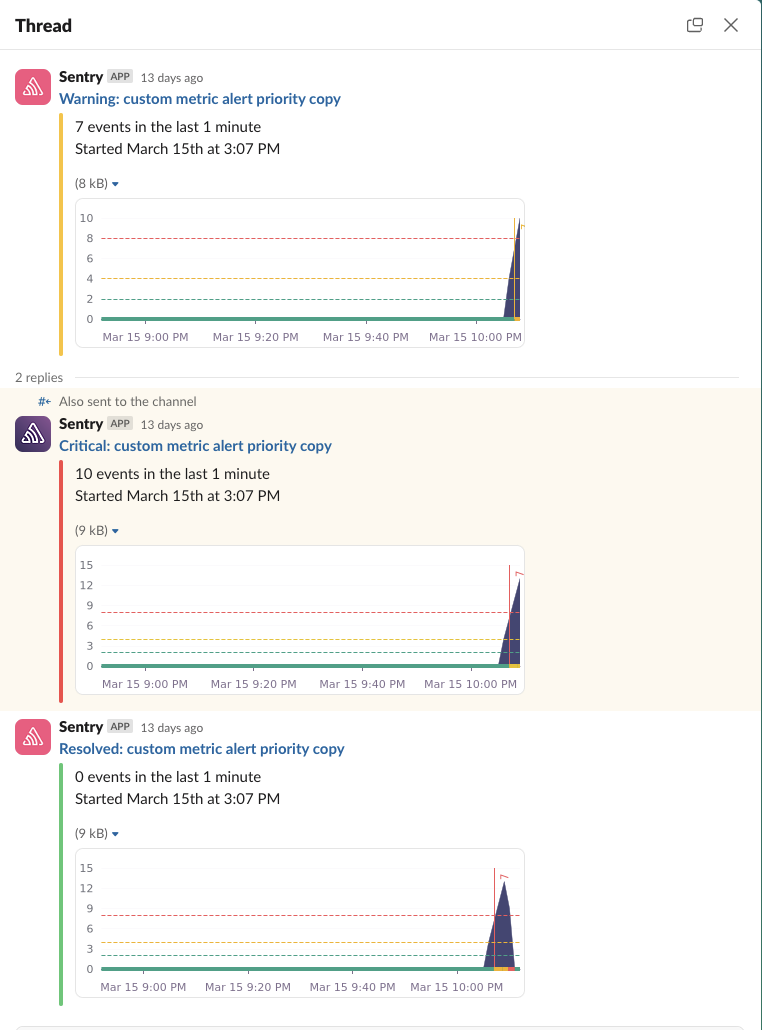 Thread
Sentry APP 13 days ago
Warning: custom metric alert priority copy
7 events in the last 1 minute
Started March 15th at 3:07 PM
(8 kB)
10
8
6
4
2
0
Mar 15 9:00 PM Mar 15 9:20 PM Mar 15 9:40 PM Mar 15 10:00 PM
2 replies
Also sent to the channel
Sentry APP 13 days ago
Critical: custom metric alert priority copy
10 events in the last 1 minute
Started March 15th at 3:07 PM
(9 kB)
15
12
9
6
3
0
Mar 15 9:00 PM Mar 15 9:20 PM Mar 15 9:40 PM Mar 15 10:00 PM
Sentry APP 13 days ago
Resolved: custom metric alert priority copy
0 events in the last 1 minute
Started March 15th at 3:07 PM
(9 kB)
15
12
9
6
3
0
Mar 15 9:00 PM Mar 15 9:20 PM Mar 15 9:40 PM Mar 15 10:00 PM